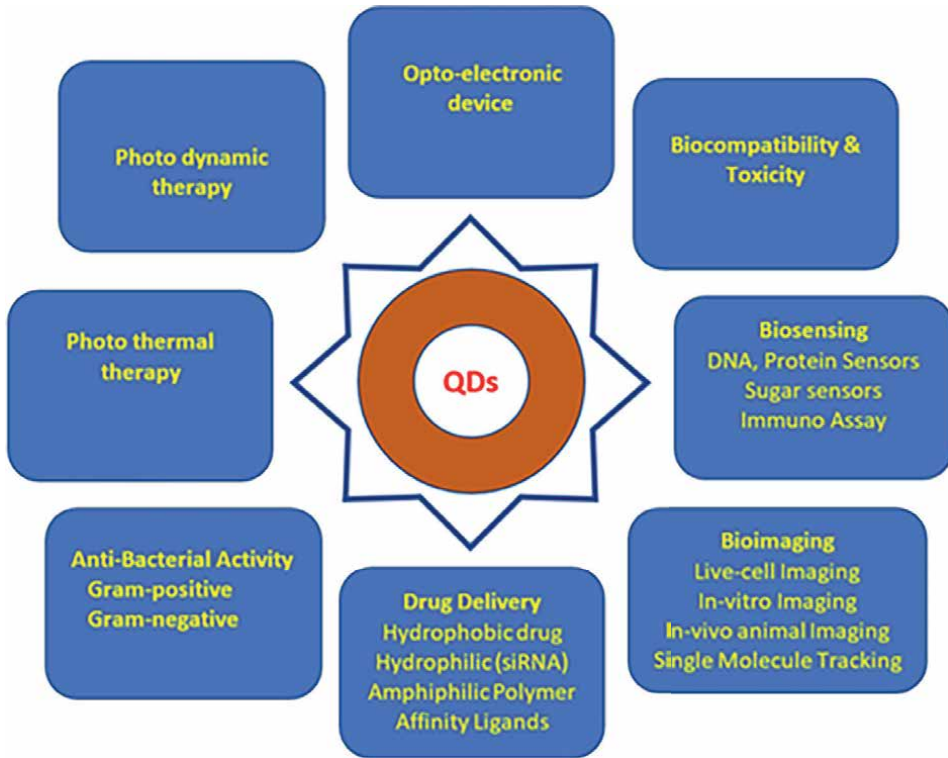 Opto-electronic
device
Photo dynamic
therapy
Biocompatibility &
Toxicity
Photo thermal
therapy
QDs
Biosensing
DNA, Protein Sensors
Sugar sensors
Immuno Assay
Anti-Bacterial Activity
Gram-positive
Gram-negative
Drug Delivery
Hydrophobic drug
Hydrophilic (siRNA)
Amphiphilic Polymer
Affinity Ligands
Bioimaging
Live-cell Imaging
In-vitro Imaging
In-vivo animal Imaging
Single Molecule Tracking